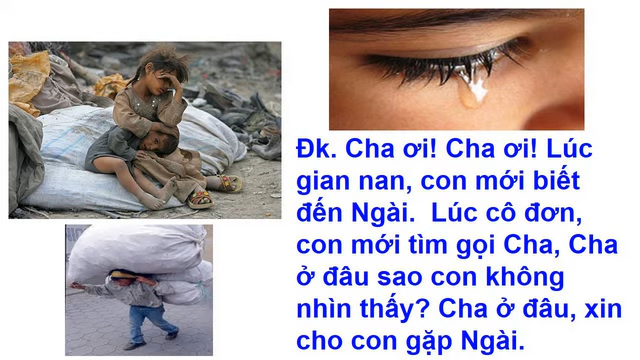 Đk. Cha ơi! Cha ơi! Lúc
gian nan, con mới biết
đến Ngài. Lúc cô đơn,
con mới tìm gọi Cha, Cha
ở đâu sao con không
nhìn thấy? Cha ở đâu, xin
cho con gặp Ngài.